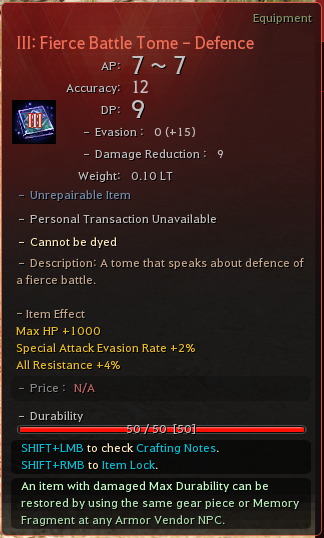 Equipment
III: Fierce Battle Tome - Defence
AP: 7 ~ 7
Accuracy: 12
DP: 9
- Evasion : 0 (+15)
- Damage Reduction : 9
III
Weight: 0.10 LT
- Unrepairable Item
- Personal Transaction Unavailable
- Cannot be dyed
- Description: A tome that speaks about defence of
a fierce battle.
- Item Effect
Max HP +1000
Special Attack Evasion Rate +2%
All Resistance +4%
- Price : N/A
- Durability
50 / 50 [50]
SHIFT+LMB to check Crafting Notes.
SHIFT+RMB to Item Lock.
An item with damaged Max Durability can be
restored by using the same gear piece or Memory
Fragment at any Armor Vendor NPC.